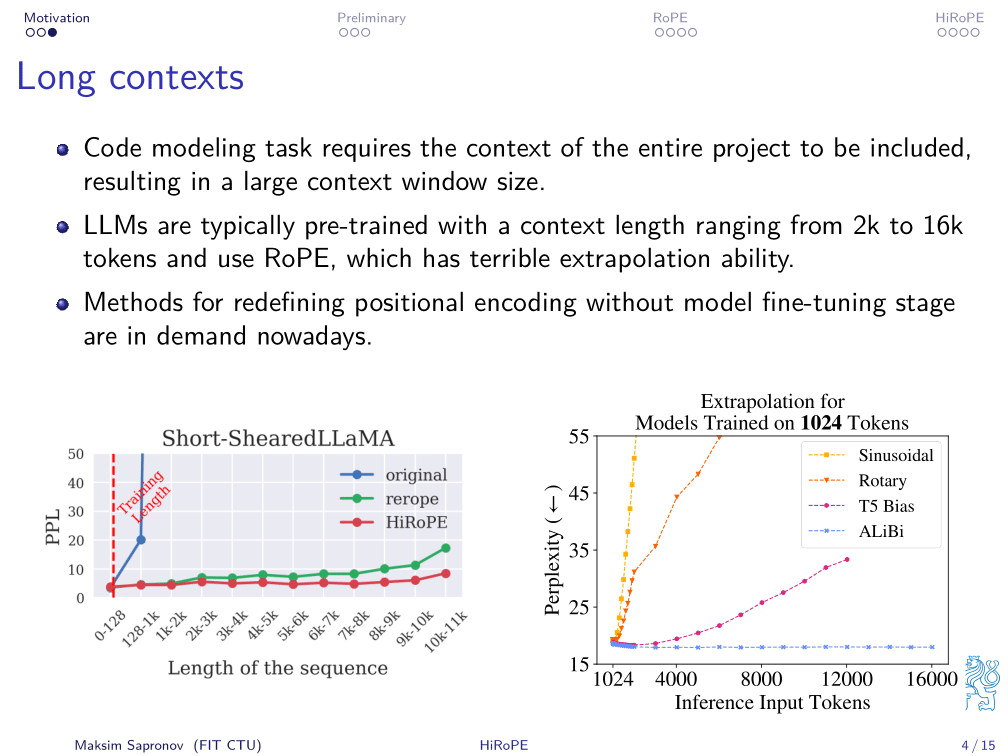 Motivation
Preliminary
RoPE
HiRoPE
Long contexts
Code modeling task requires the context of the entire project to be included,
resulting in a large context window size.
LLMs are typically pre-trained with a context length ranging from 2k to 16k
tokens and use RoPE, which has terrible extrapolation ability.
Methods for redefining positional encoding without model fine-tuning stage
are in demand nowadays.
Short-ShearedLLaMA
50
40
30
20
10
0
PPL
Training
Length
original
rerope
HiRoPE
0-128
128-1k
1k-2k
2k-3k
3k-4k
4k-5k
5k-6k
6k-7k
7k-8k
8k-9k
9k-10k
10k-11k
Length of the sequence
Extrapolation for
Models Trained on 1024 Tokens
55
45
35
25
15
Perplexity (←)
Sinusoidal
Rotary
T5 Bias
ALiBi
1024
4000
8000
12000
16000
Inference Input Tokens
Maksim Sapronov (FIT CTU)
HiRoPE
4 / 15